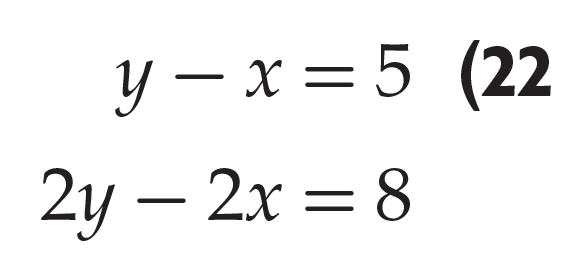 y − x = 5 (22
2y − 2x = 8